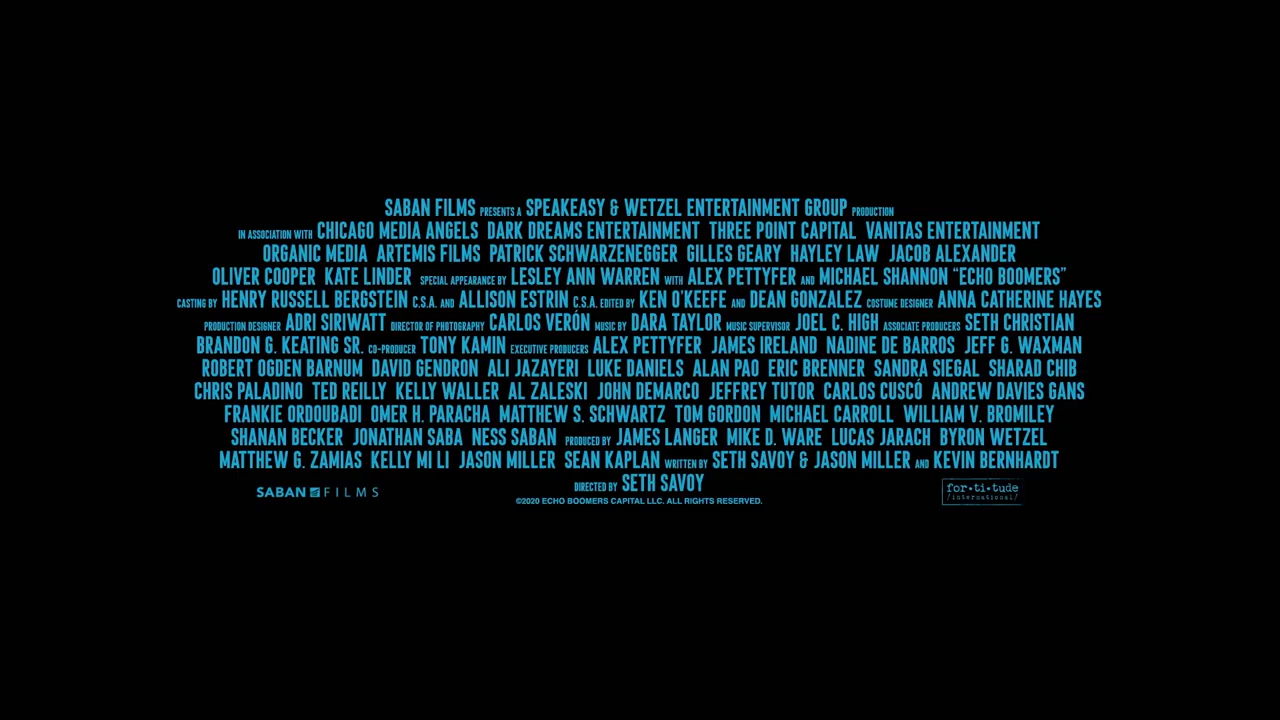 SABAN FILMS PRESENTS A SPEAKEASY & WETZEL ENTERTAINMENT GROUP PRODUCTION
IN ASSOCIATION WITH CHICAGO MEDIA ANGELS DARK DREAMS ENTERTAINMENT THREE POINT CAPITAL VANITAS ENTERTAINMENT
ORGANIC MEDIA ARTEMIS FILMS PATRICK SCHWARZENEGGER GILLES GEARY HAYLEY LAW JACOB ALEXANDER
OLIVER COOPER KATE LINDER SPECIAL APPEARANCE BY LESLEY ANN WARREN WITH ALEX PETTYFER AND MICHAEL SHANNON “ECHO BOOMERS”
CASTING BY HENRY RUSSELL BERGSTEIN C.S.A. AND ALLISON ESTRIN C.S.A. EDITED BY KEN O'KEEFE AND DEAN GONZALEZ COSTUME DESIGNER ANNA CATHERINE HAYES
PRODUCTION DESIGNER ADRI SIRIWATT DIRECTOR OF PHOTOGRAPHY CARLOS VERÓN MUSIC BY DARA TAYLOR MUSIC SUPERVISOR JOEL C. HIGH ASSOCIATE PRODUCERS SETH CHRISTIAN
BRANDON G. KEATING SR. CO-PRODUCER TONY KAMIN EXECUTIVE PRODUCERS ALEX PETTYFER JAMES IRELAND NADINE DE BARROS JEFF G. WAXMAN
ROBERT OGDEN BARNUM DAVID GENDRON ALI JAZAYERI LUKE DANIELS ALAN PAO ERIC BRENNER SANDRA SIEGAL SHARAD CHIB
CHRIS PALADINO TED REILLY KELLY WALLER AL ZALESKI JOHN DEMARCO JEFFREY TUTOR CARLOS CUSCÓ ANDREW DAVIES GANS
FRANKIE ORDOUBADI OMER H. PARACHA MATTHEW S. SCHWARTZ TOM GORDON MICHAEL CARROLL WILLIAM V. BROMILEY
SHANAN BECKER JONATHAN SABA NESS SABAN PRODUCED BY JAMES LANGER MIKE D. WARE LUCAS JARACH BYRON WETZEL
MATTHEW G. ZAMIAS KELLY MI LI JASON MILLER SEAN KAPLAN WRITTEN BY SETH SAVOY & JASON MILLER AND KEVIN BERNHARDT
DIRECTED BY SETH SAVOY
SABAN FILMS
©2020 ECHO BOOMERS CAPITAL LLC. ALL RIGHTS RESERVED.
for•ti•tude
/international/